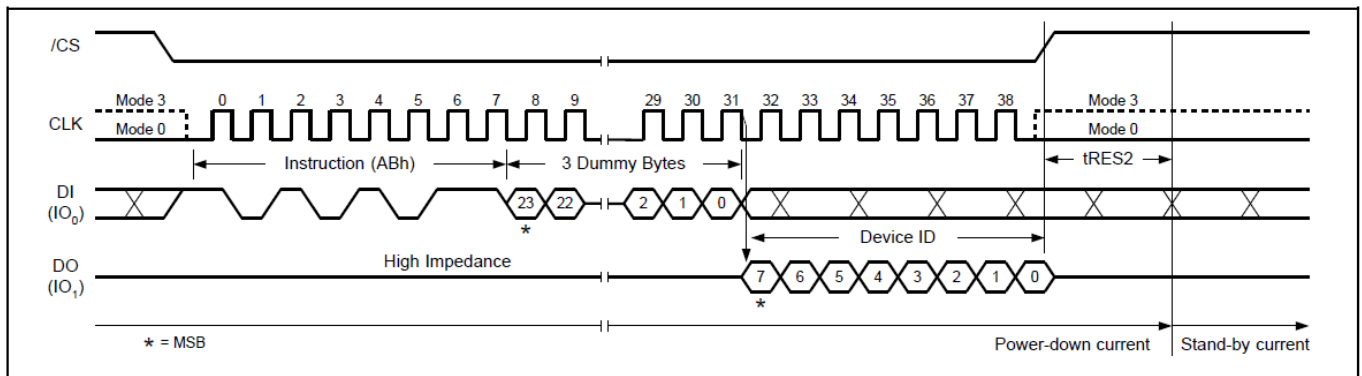 /CS
Mode 3 0 1 2 3 4 5 6 7 8 9 29 30 31 32 33 34 35 36 37 38 Mode 3
CLK
Mode 0 Mode 0
Instruction (ABh) 3 Dummy Bytes tRES2
DI
(IO0) 23 22 2 1 0
*
Device ID
High Impedance
DO
(IO1) 7 6 5 4 3 2 1 0
*
* = MSB
Power-down current Stand-by current